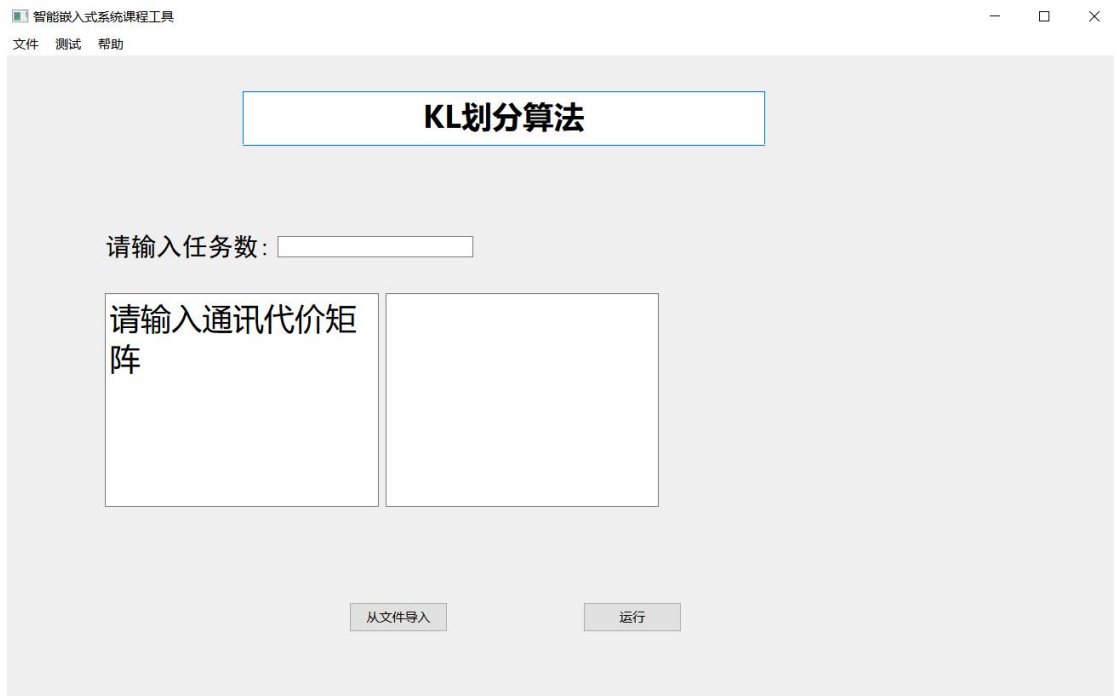 智能嵌入式系统课程工具
文件 测试 帮助
KL划分算法
请输入任务数:
请输入通讯代价矩
阵
从文件导入 运行